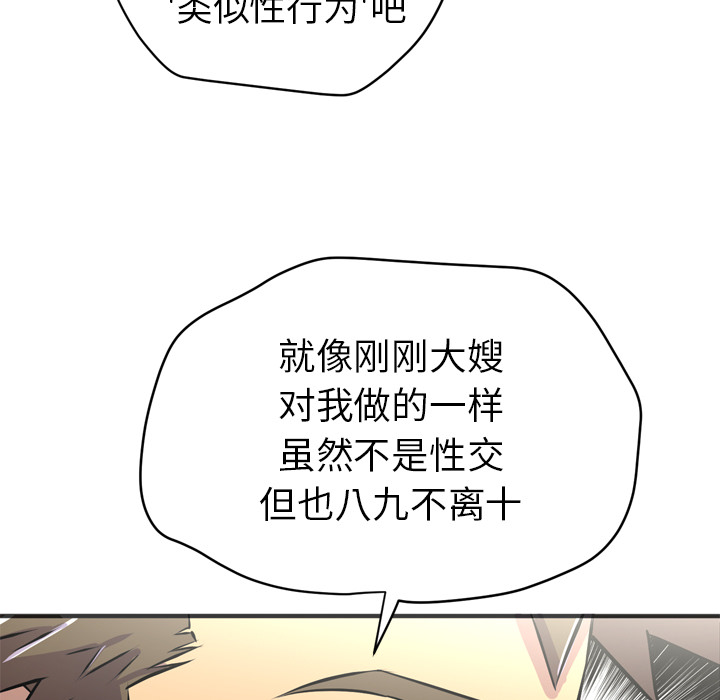 '类似性行为'吧
就像刚刚大嫂
对我做的一样
虽然不是性交
但也八九不离十